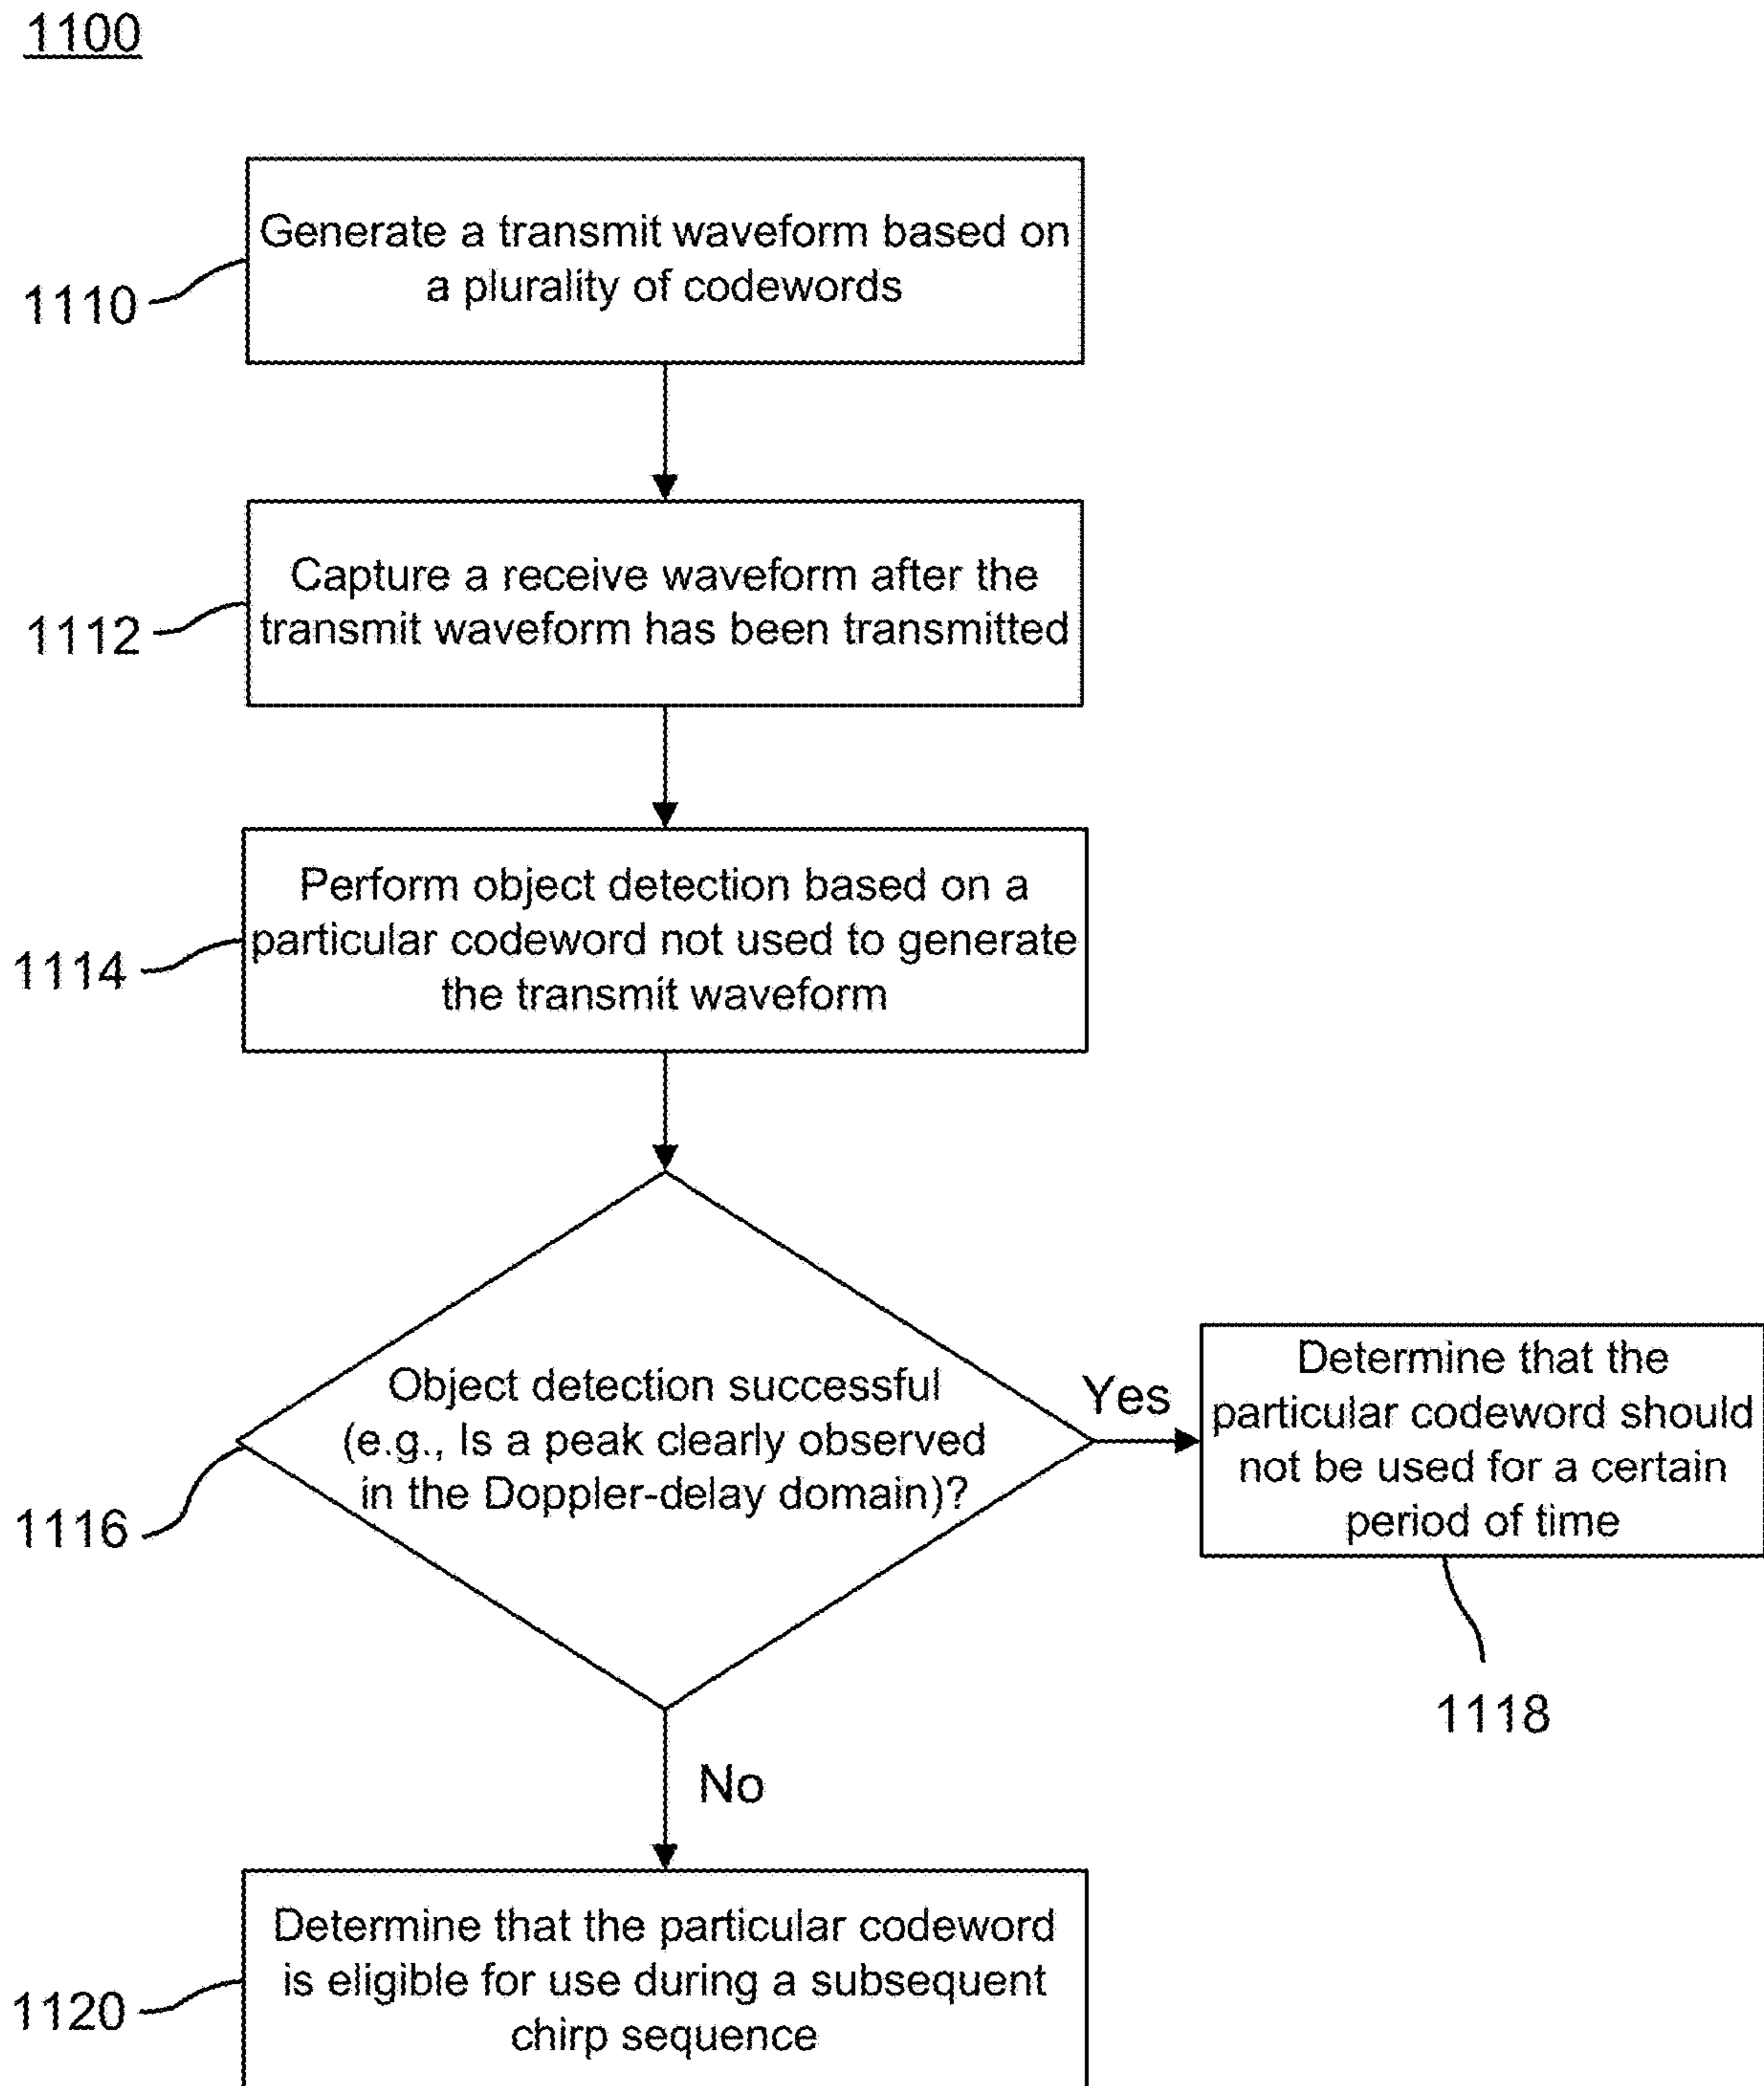 1100
Generate a transmit waveform based on
a plurality of codewords
1110
Capture a receive waveform after the
transmit waveform has been transmitted
1112
Perform object detection based on a
particular codeword not used to generate
the transmit waveform
1114
Object detection successful
(e.g., Is a peak clearly observed
in the Doppler-delay domain)?
1116
Yes
Determine that the
particular codeword should
not be used for a certain
period of time
1118
No
Determine that the particular codeword
is eligible for use during a subsequent
chirp sequence
1120